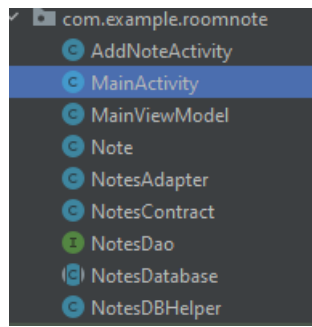 com.example.roomnote
AddNoteActivity
MainActivity
MainViewModel
Note
NotesAdapter
NotesContract
NotesDao
NotesDatabase
NotesDBHelper